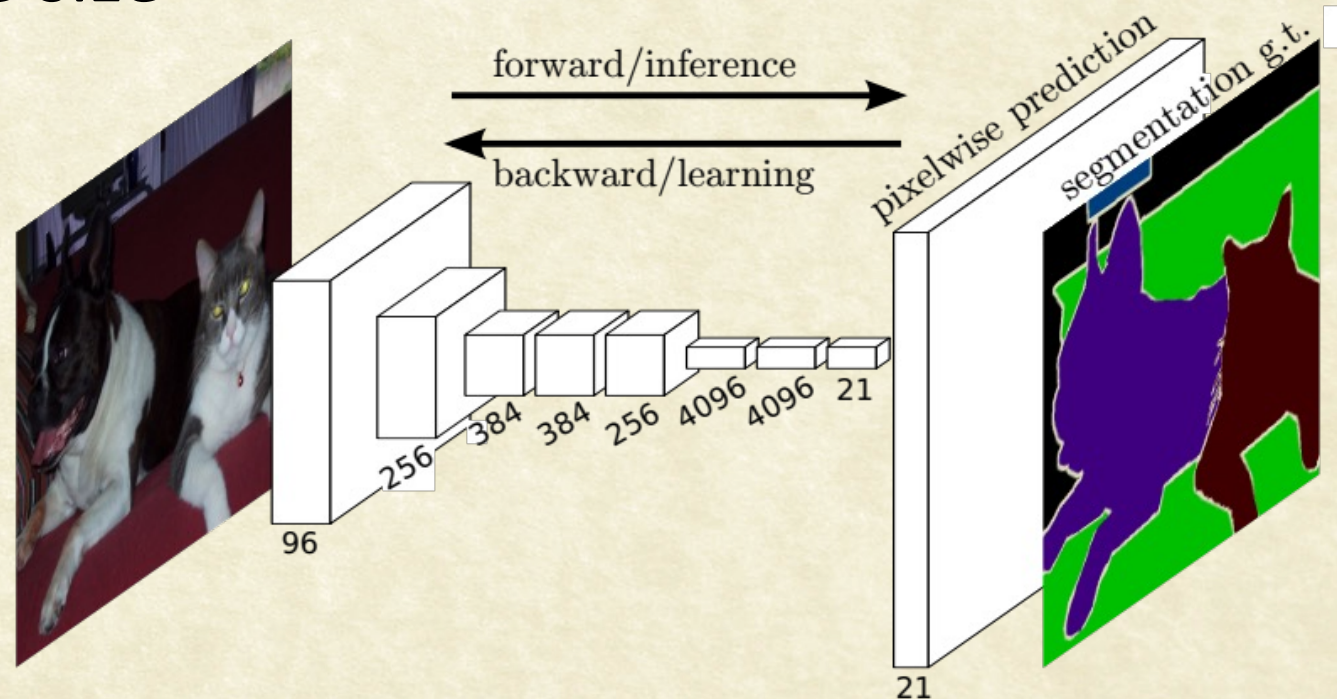 forward/inference
backward/learning
pixelwise prediction
segmentation g.t.
96
256
384
384
256
4096
4096
21
21